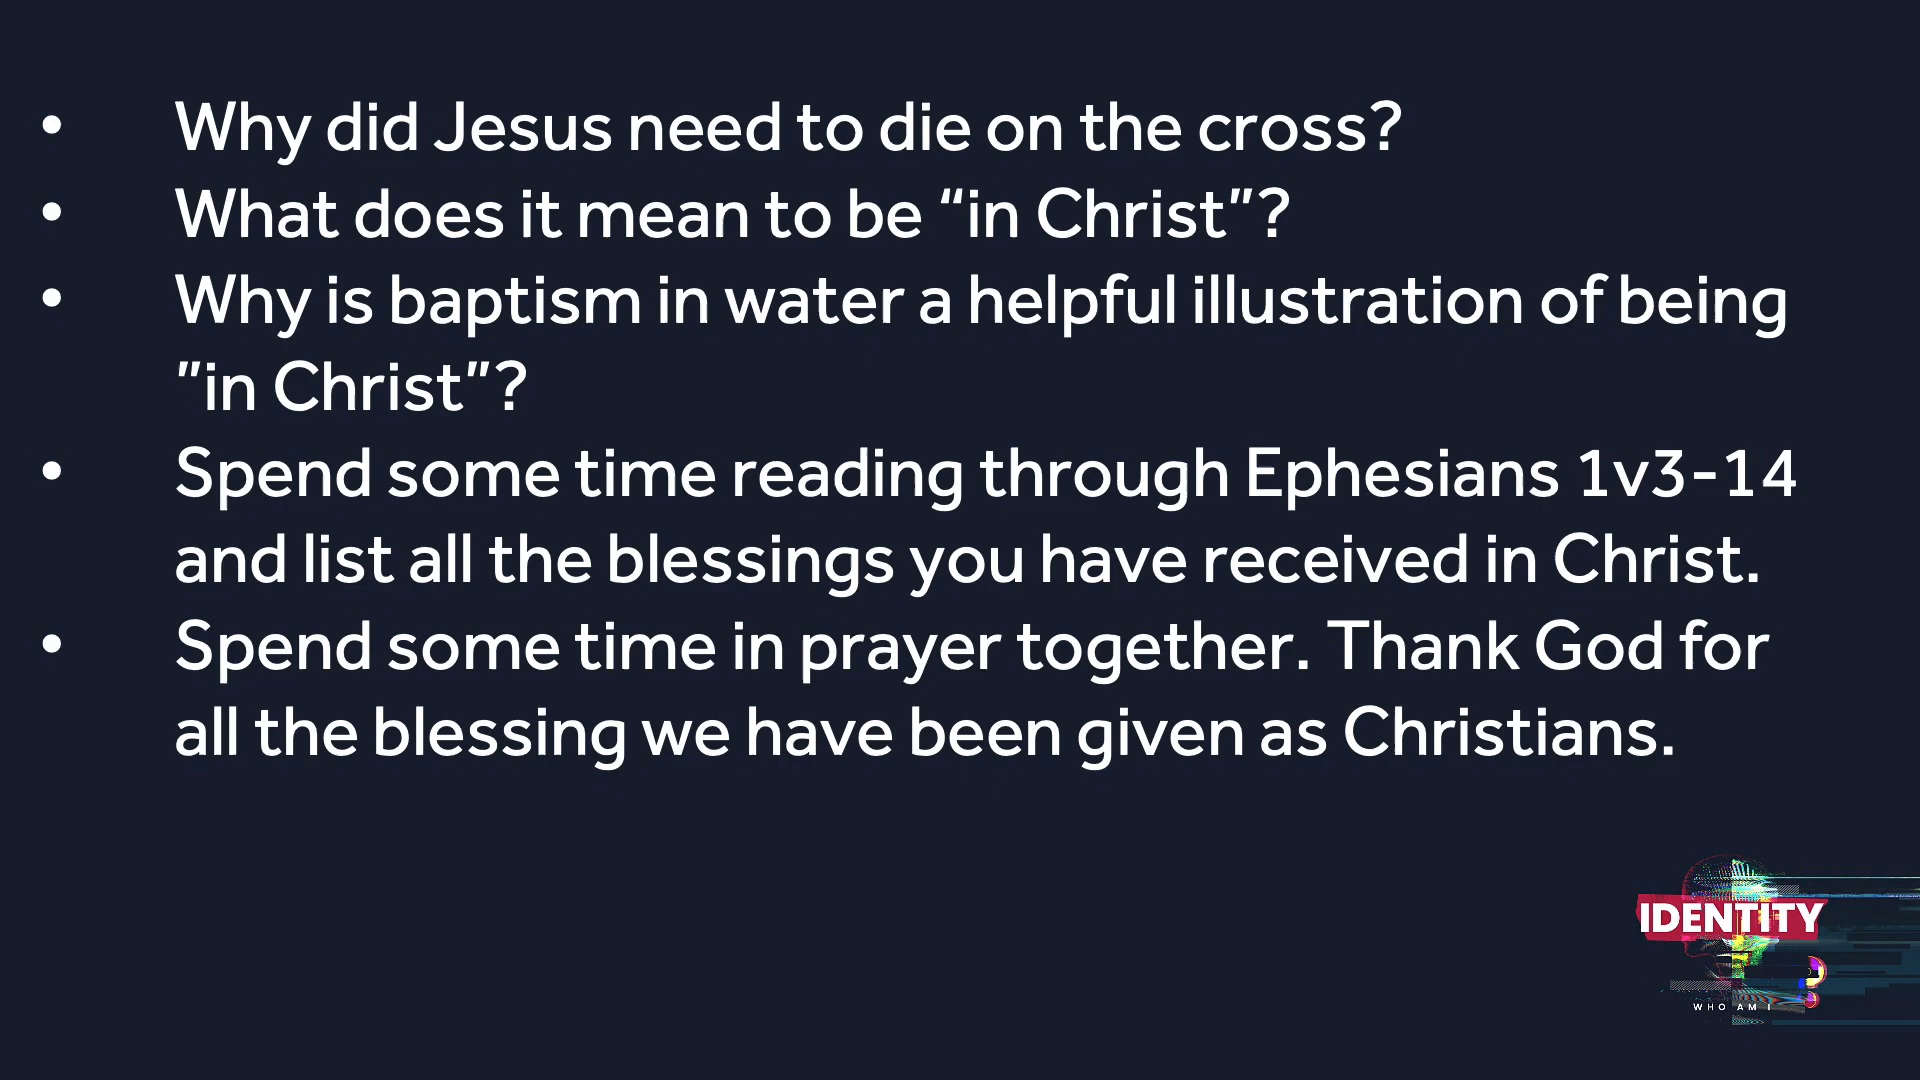 • Why did Jesus need to die on the cross?
• What does it mean to be “in Christ”?
• Why is baptism in water a helpful illustration of being
”in Christ”?
• Spend some time reading through Ephesians 1v3-14
and list all the blessings you have received in Christ.
• Spend some time in prayer together. Thank God for
all the blessing we have been given as Christians.
IDENTITY
WHO AM I